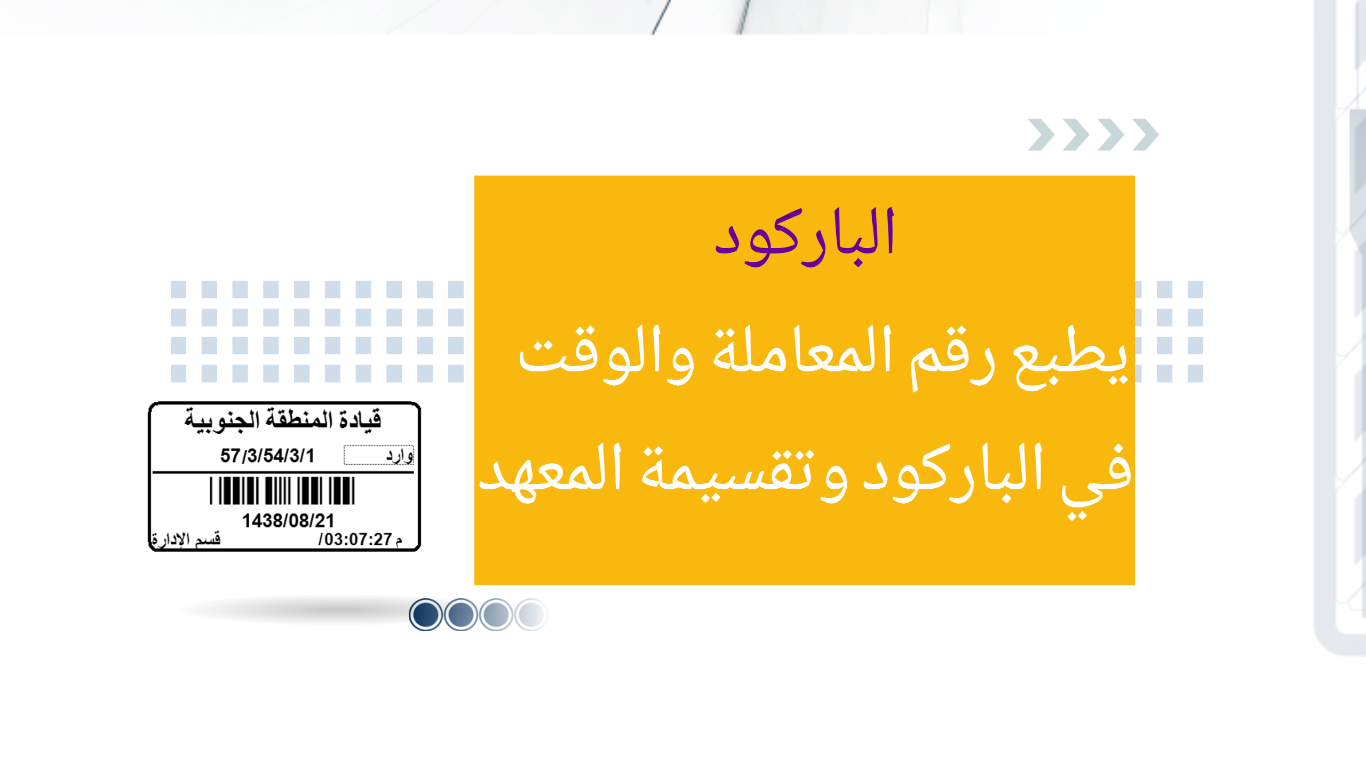 الباركود
يطبع رقم المعاملة والوقت
في الباركود وتقسيمة المعهد
قيادة المنطقة الجنوبية
وارد 57/3/54/3/1
1438/08/21
م 03:07:27/ قسم الإدارة